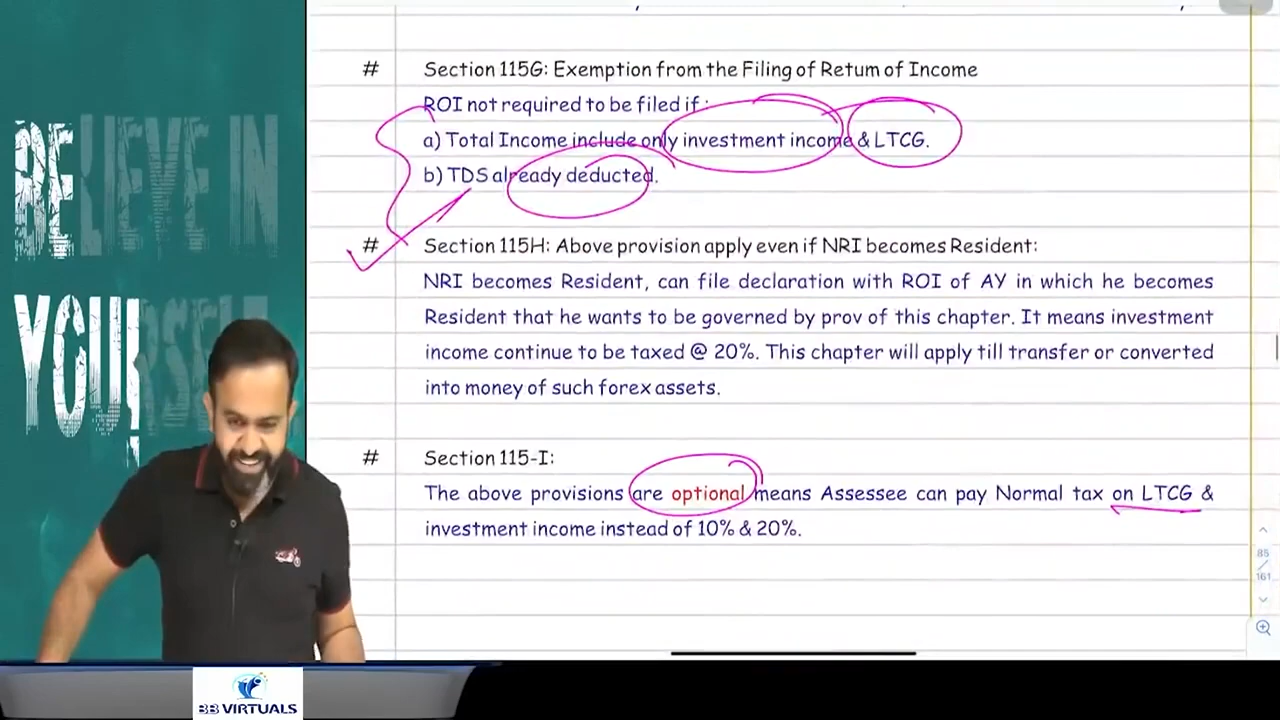 BELIEVE IN
YOURSELF
# Section 115G: Exemption from the Filing of Return of Income
ROI not required to be filed if :
a) Total Income include only investment income & LTCG.
b) TDS already deducted.
# Section 115H: Above provision apply even if NRI becomes Resident:
NRI becomes Resident, can file declaration with ROI of AY in which he becomes
Resident that he wants to be governed by prov of this chapter. It means investment
income continue to be taxed @ 20%. This chapter will apply till transfer or converted
into money of such forex assets.
# Section 115-I:
The above provisions are optional means Assessee can pay Normal tax on LTCG &
investment income instead of 10% & 20%.
85
/
161
BB VIRTUALS